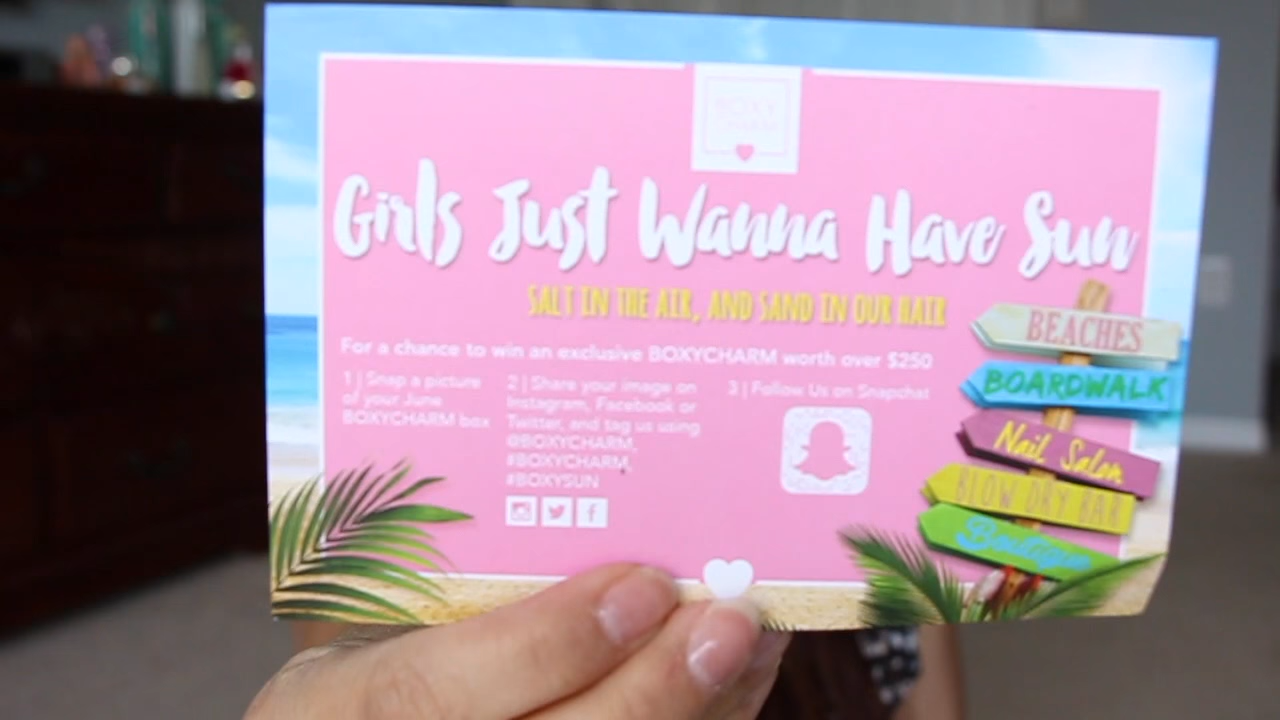 BOXY
CHARM
Girls Just Wanna Have Sun
SALT IN THE AIR, AND SAND IN OUR HAIR
For a chance to win an exclusive BOXYCHARM worth over $250
1 | Snap a picture
of your June
BOXYCHARM box
2 | Share your image on
Instagram, Facebook or
Twitter, and tag us using
@BOXYCHARM,
#BOXYCHARM,
#BOXYSUN
3 | Follow Us on Snapchat
BEACHES
BOARDWALK
Nail Salon
BLOW DRY BAR